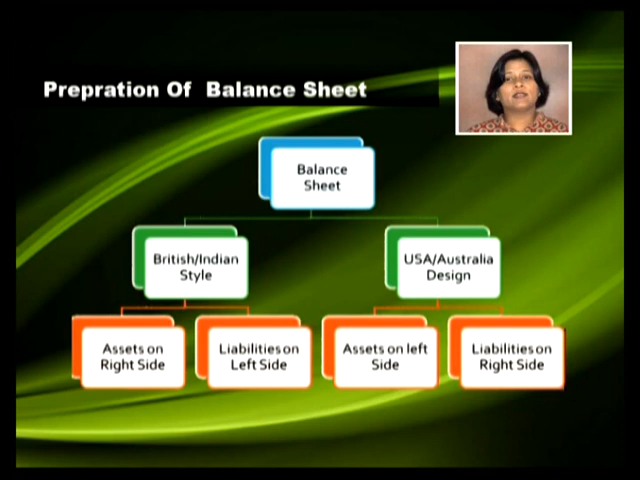 Prepration Of Balance Sheet
Balance
Sheet
British/Indian
Style
USA/Australia
Design
Assets on
Right Side
Liabilities on
Left Side
Assets on left
Side
Liabilities on
Right Side